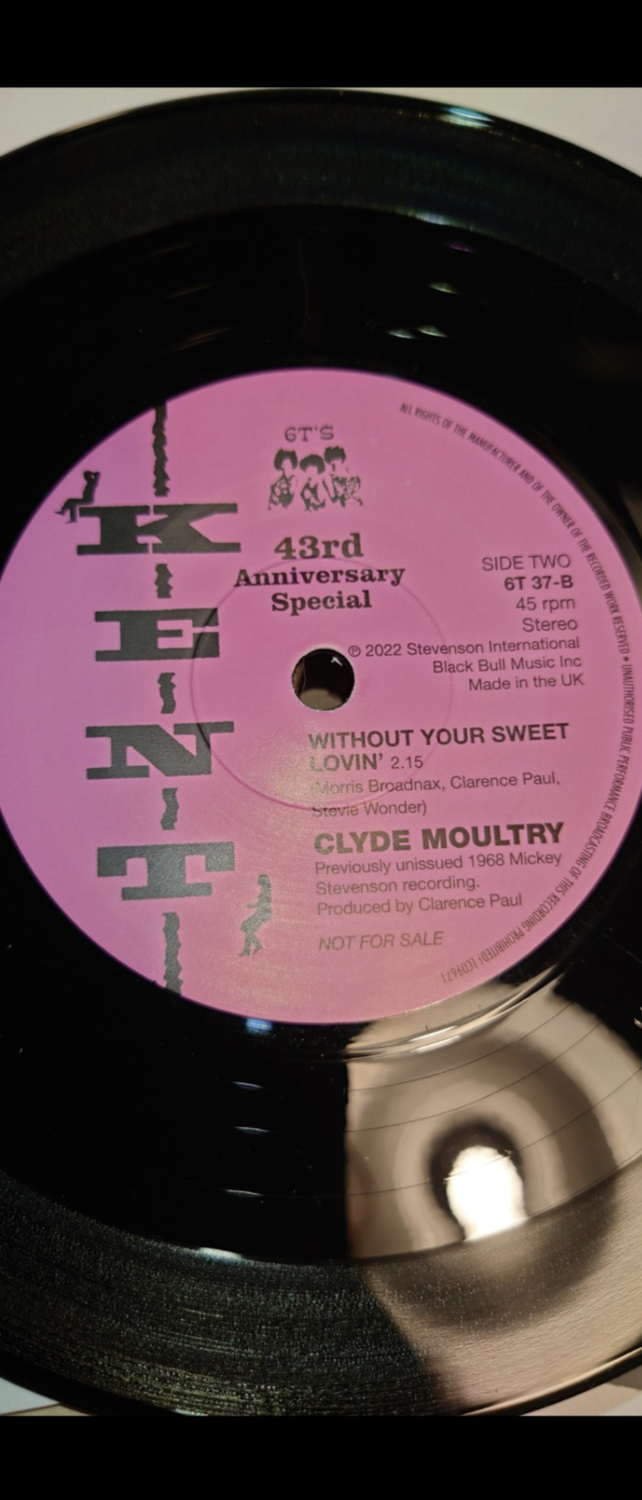 6T'S
43rd
Anniversary
Special
KENT
SIDE TWO
6T 37-B
45 rpm
Stereo
℗ 2022 Stevenson International
Black Bull Music Inc
Made in the UK
WITHOUT YOUR SWEET
LOVIN' 2.15
(Morris Broadnax, Clarence Paul,
Stevie Wonder)
CLYDE MOULTRY
Previously unissued 1968 Mickey
Stevenson recording.
Produced by Clarence Paul
NOT FOR SALE
ALL RIGHTS OF THE MANUFACTURER AND OF THE OWNER OF THE RECORDED WORK RESERVED • UNAUTHORISED PUBLIC PERFORMANCE BROADCASTING OF THIS RECORDING PROHIBITED! LC09671